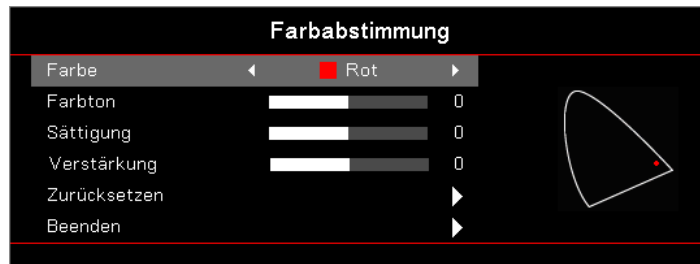 Farbabstimmung
Farbe Rot
Farbton 0
Sättigung 0
Verstärkung 0
Zurücksetzen
Beenden